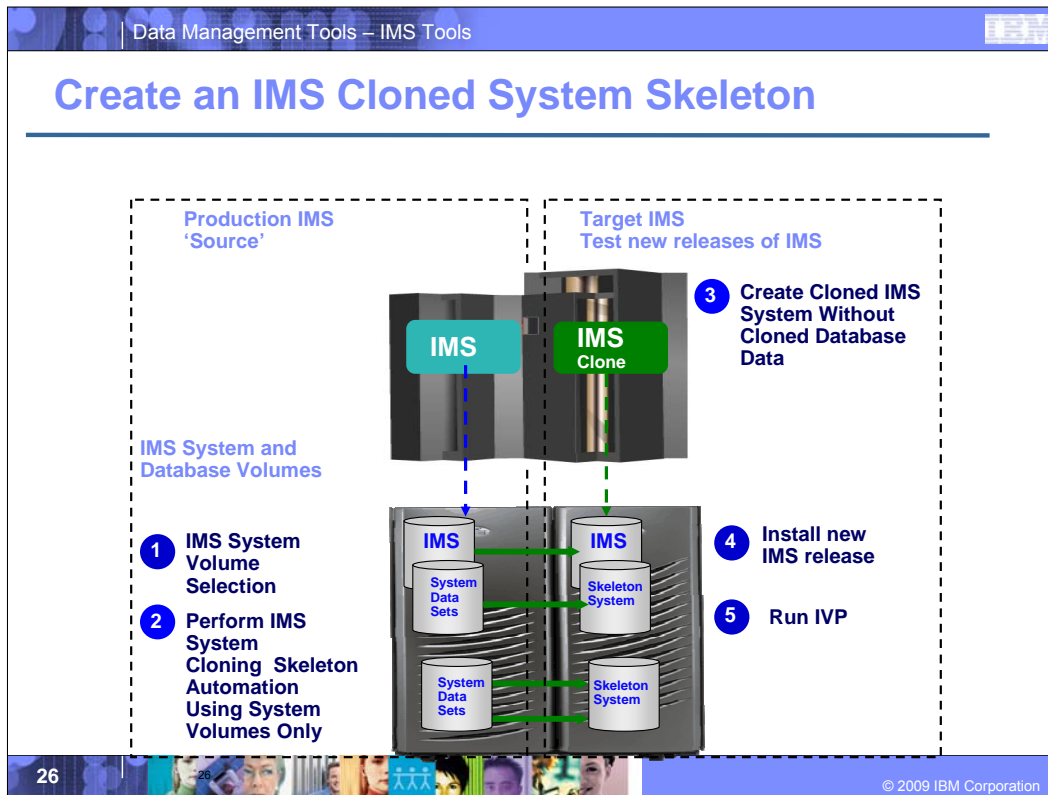 Data Management Tools – IMS Tools
IBM
Create an IMS Cloned System Skeleton
Production IMS
‘Source’
Target IMS
Test new releases of IMS
IMS
IMS
Clone
3 Create Cloned IMS
System Without
Cloned Database
Data
IMS System and
Database Volumes
1 IMS System
Volume
Selection
2 Perform IMS
System
Cloning Skeleton
Automation
Using System
Volumes Only
IMS
System
Data
Sets
System
Data
Sets
IMS
Skeleton
System
Skeleton
System
4 Install new
IMS release
5 Run IVP
26
26
© 2009 IBM Corporation